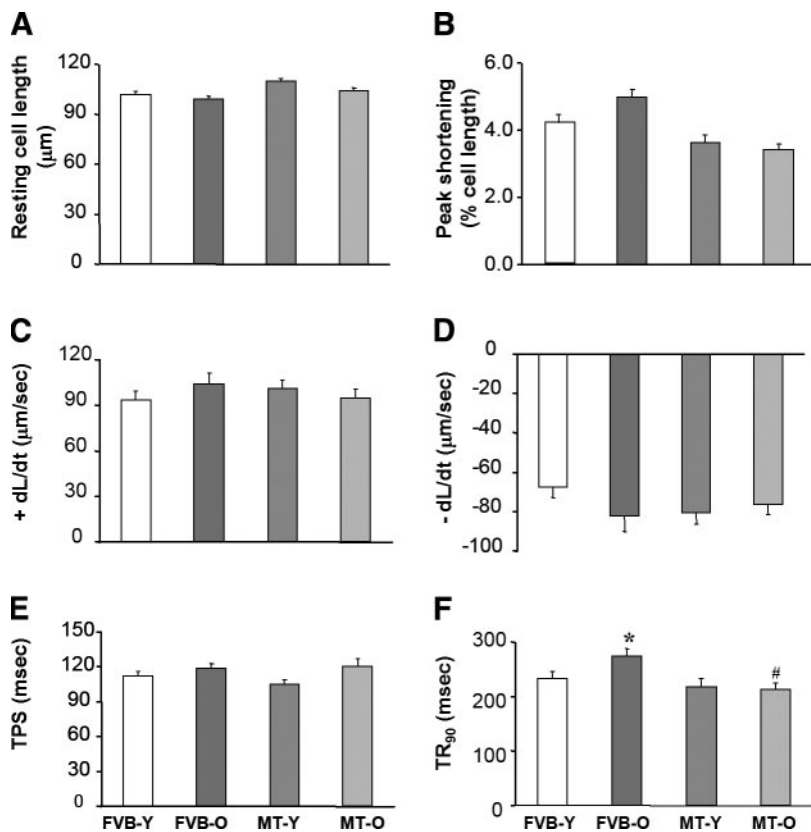 A
Resting cell length
(μm)
120
90
60
30
0
B
Peak shortening
(% cell length)
6.0
4.0
2.0
0.0
C
+ dL/dt (μm/sec)
120
90
60
30
0
D
- dL/dt (μm/sec)
0
-20
-40
-60
-80
-100
E
TPS (msec)
150
120
90
60
30
0
FVB-Y FVB-O MT-Y MT-O
F
TR90 (msec)
300
200
100
0
*
#
FVB-Y FVB-O MT-Y MT-O